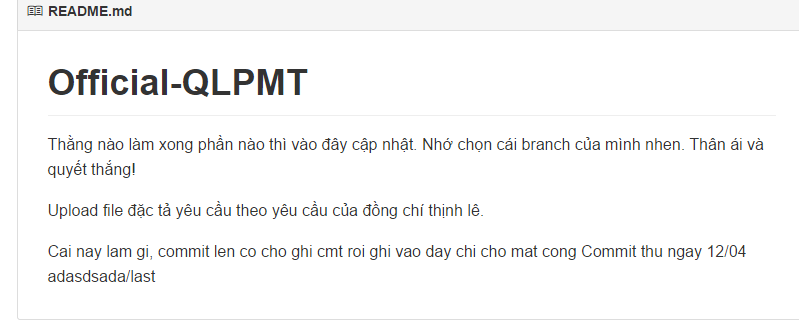 README.md
Official-QLPMT
Thằng nào làm xong phần nào thì vào đây cập nhật. Nhớ chọn cái branch của mình nhen. Thân ái và
quyết thắng!
Upload file đặc tả yêu cầu theo yêu cầu của đồng chí thịnh lê.
Cai nay lam gi, commit len co cho ghi cmt roi ghi vao day chi cho mat cong Commit thu ngay 12/04
adasdsada/last